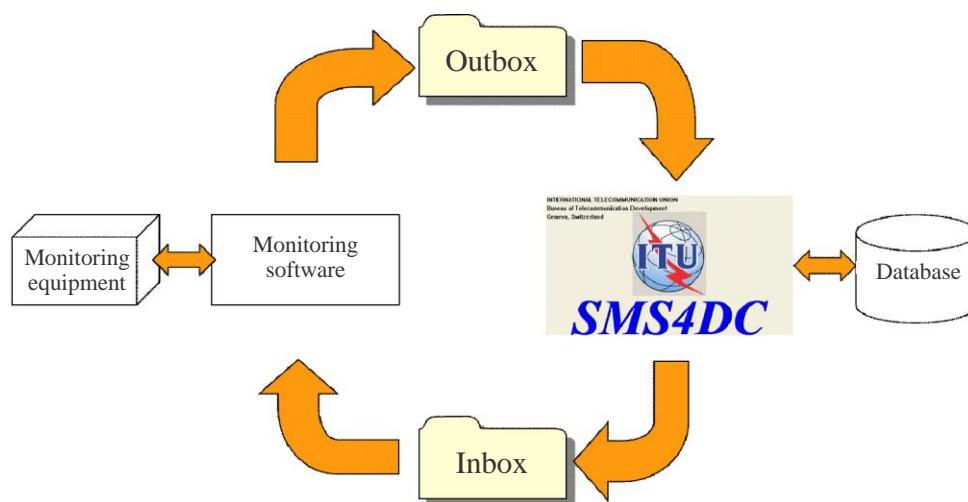 Outbox
INTERNATIONAL TELECOMMUNICATION UNION
Bureau of Telecommunication Development
Geneva, Switzerland
Monitoring
equipment
Monitoring
software
ITU
SMS4DC
Database
Inbox